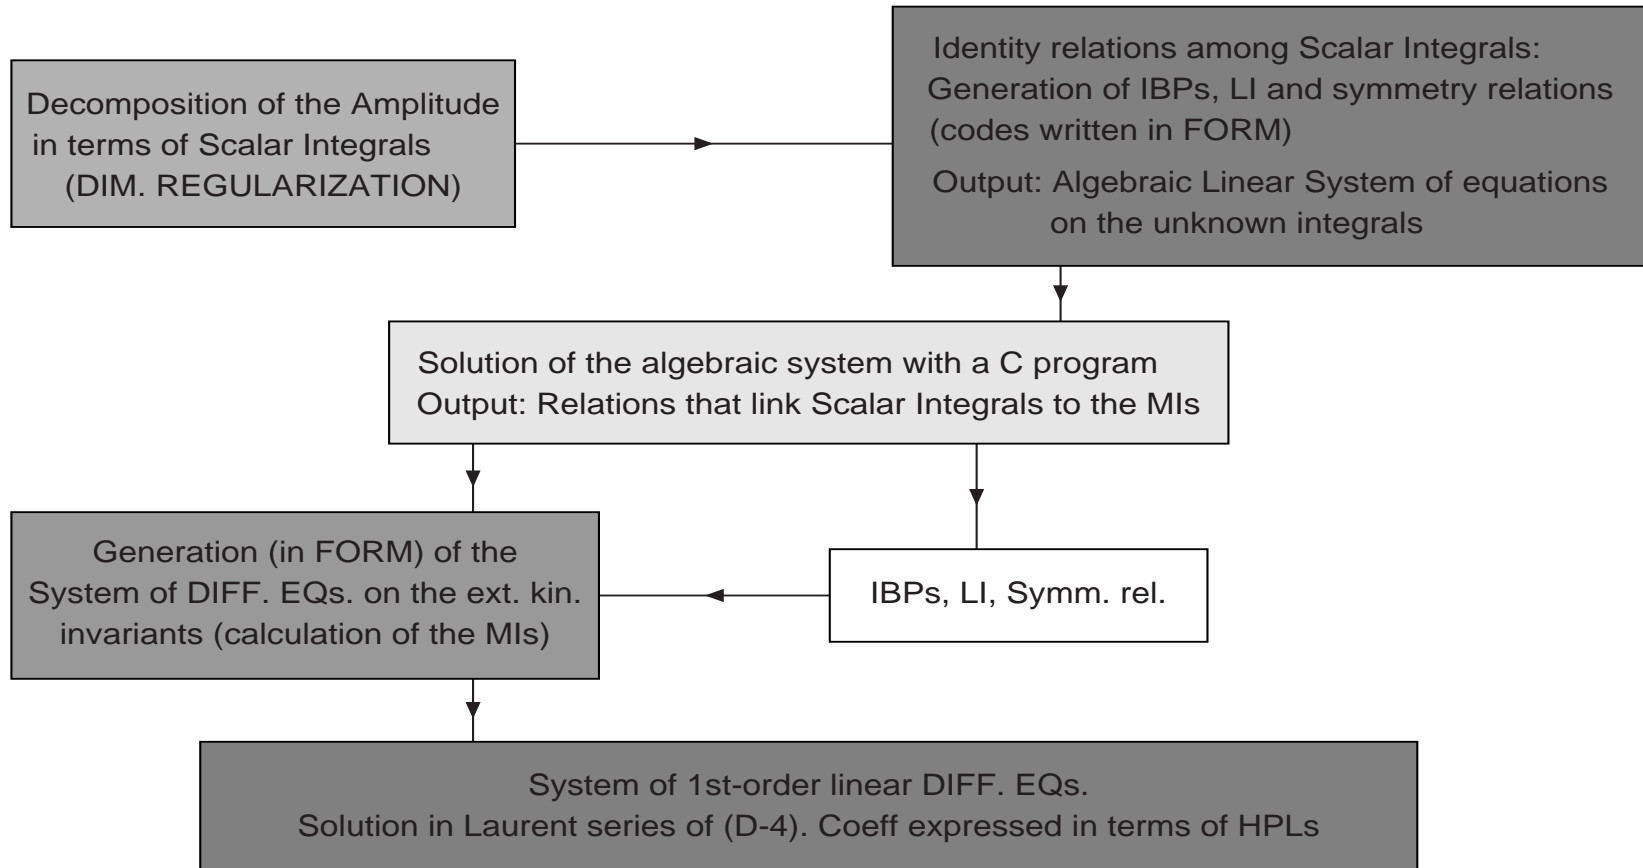 Decomposition of the Amplitude
in terms of Scalar Integrals
(DIM. REGULARIZATION)
Identity relations among Scalar Integrals:
Generation of IBPs, LI and symmetry relations
(codes written in FORM)
Output: Algebraic Linear System of equations
on the unknown integrals
Solution of the algebraic system with a C program
Output: Relations that link Scalar Integrals to the MIs
Generation (in FORM) of the
System of DIFF. EQs. on the ext. kin.
invariants (calculation of the MIs)
IBPs, LI, Symm. rel.
System of 1st-order linear DIFF. EQs.
Solution in Laurent series of (D-4). Coeff expressed in terms of HPLs